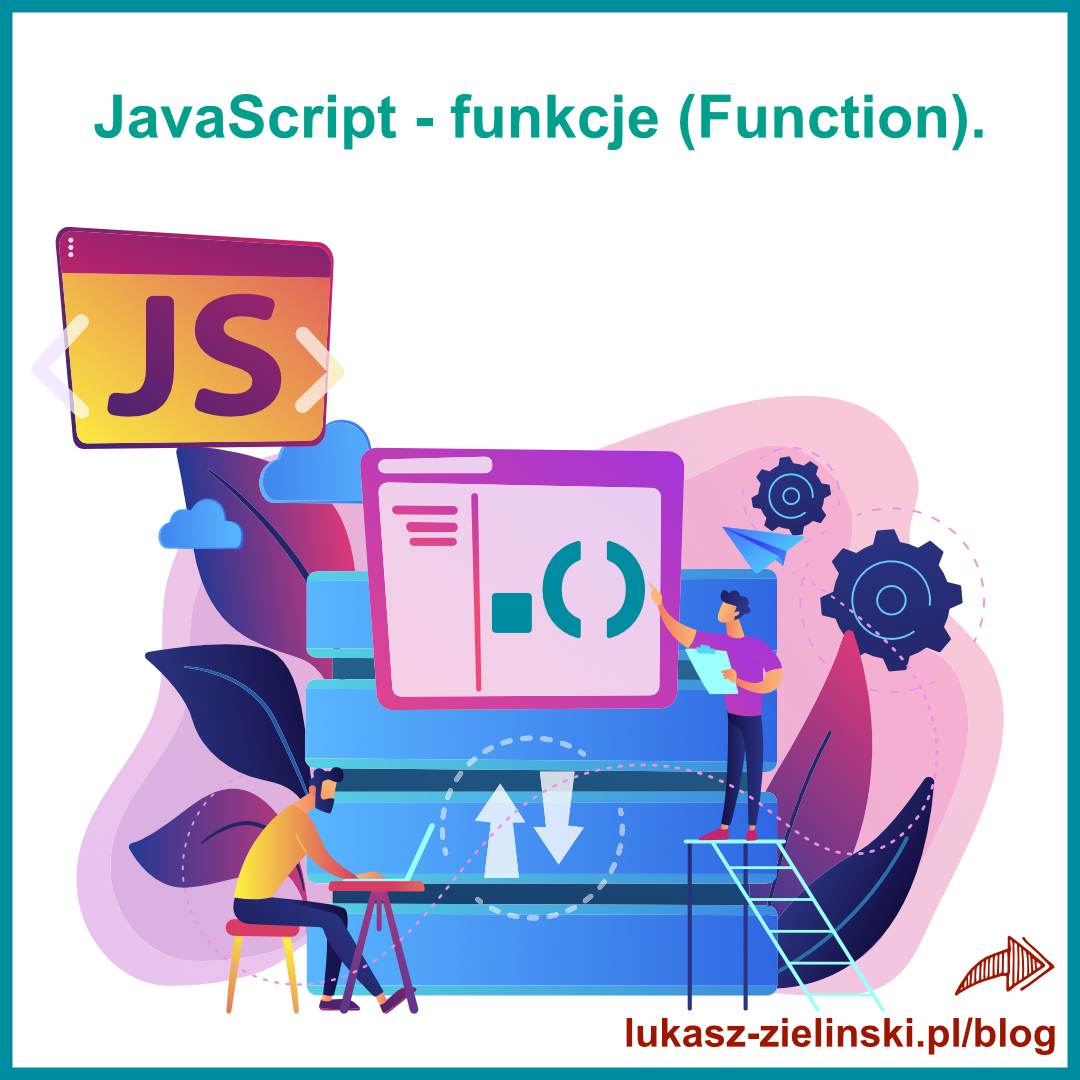 JavaScript - funkcje (Function).
JS
.()
lukasz-zielinski.pl/blog